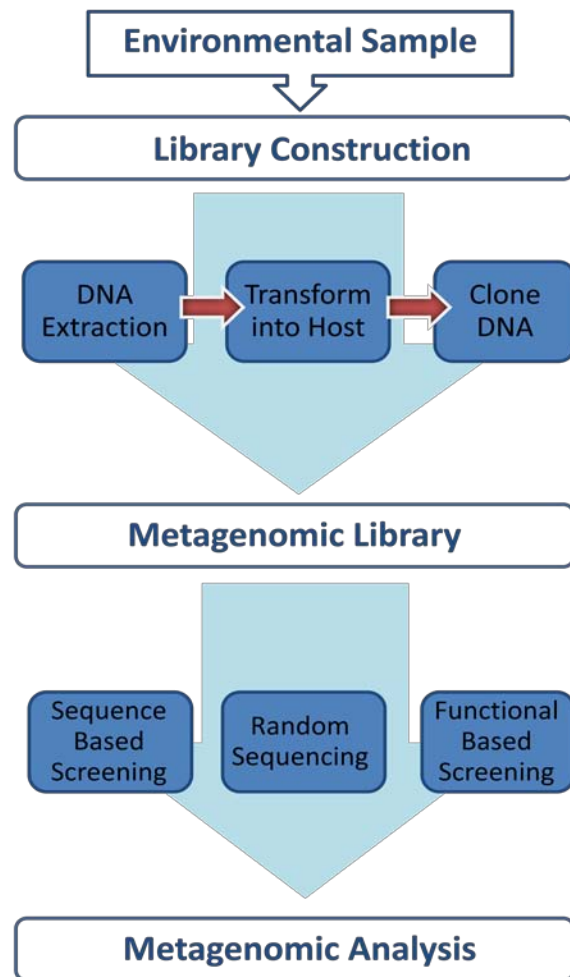 Environmental Sample
Library Construction
DNA
Extraction
Transform
into Host
Clone
DNA
Metagenomic Library
Sequence
Based
Screening
Random
Sequencing
Functional
Based
Screening
Metagenomic Analysis